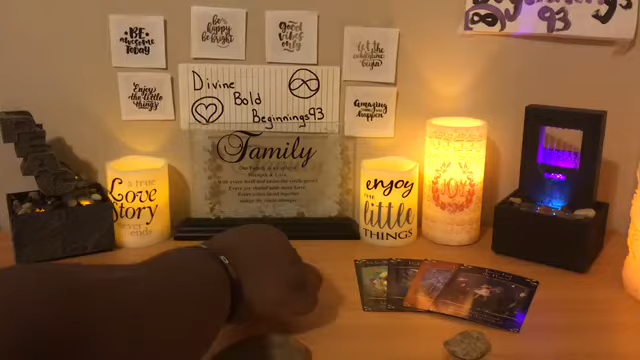 Be
awesome
today
be
happy
be bright
Good
vibes
only
let the
adventure
begin
Enjoy
the little
things
Amazing
things
happen
Divine
Bold
Beginnings93
Beginnings
93
Family
a true
Love
Story
never
ends
enjoy
the
little
THINGS
JOY